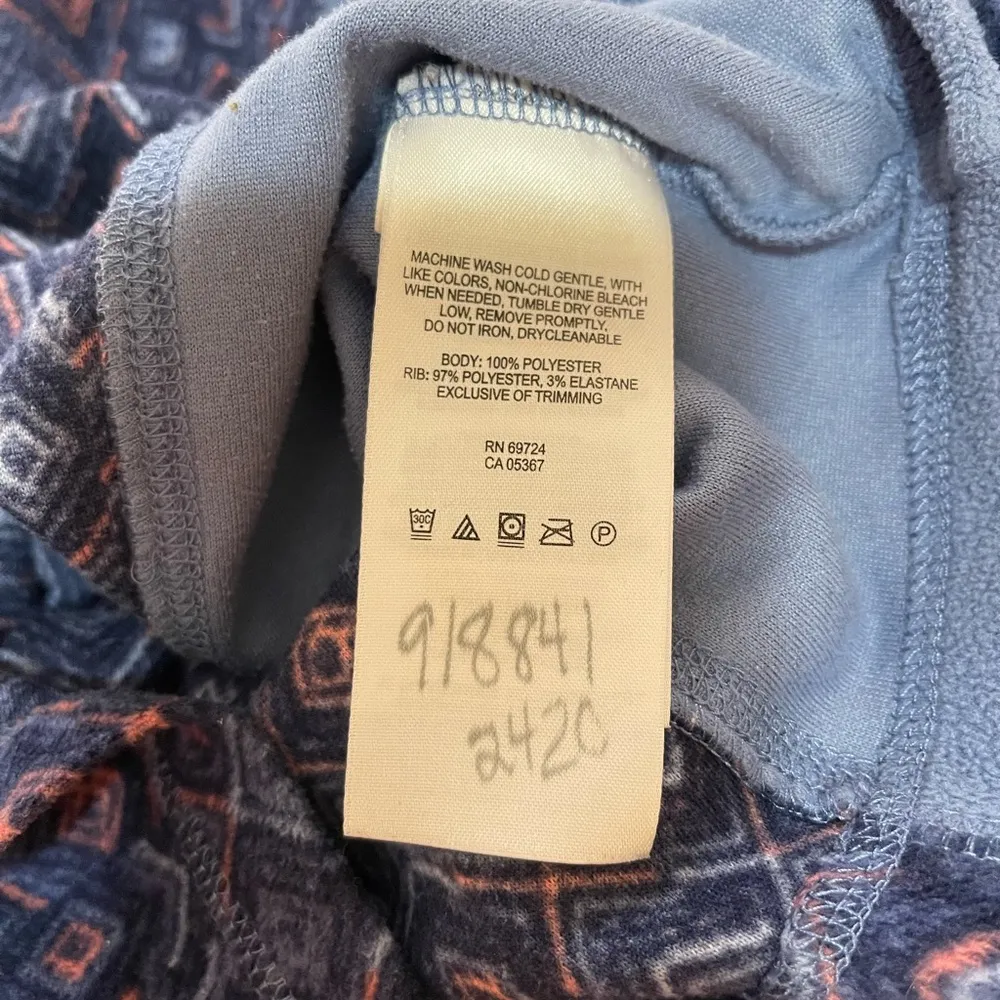 MACHINE WASH COLD GENTLE, WITH
LIKE COLORS, NON-CHLORINE BLEACH
WHEN NEEDED, TUMBLE DRY GENTLE
LOW, REMOVE PROMPTLY,
DO NOT IRON, DRYCLEANABLE
BODY: 100% POLYESTER
RIB: 97% POLYESTER, 3% ELASTANE
EXCLUSIVE OF TRIMMING
RN 69724
CA 05367
30C P
918841
2420